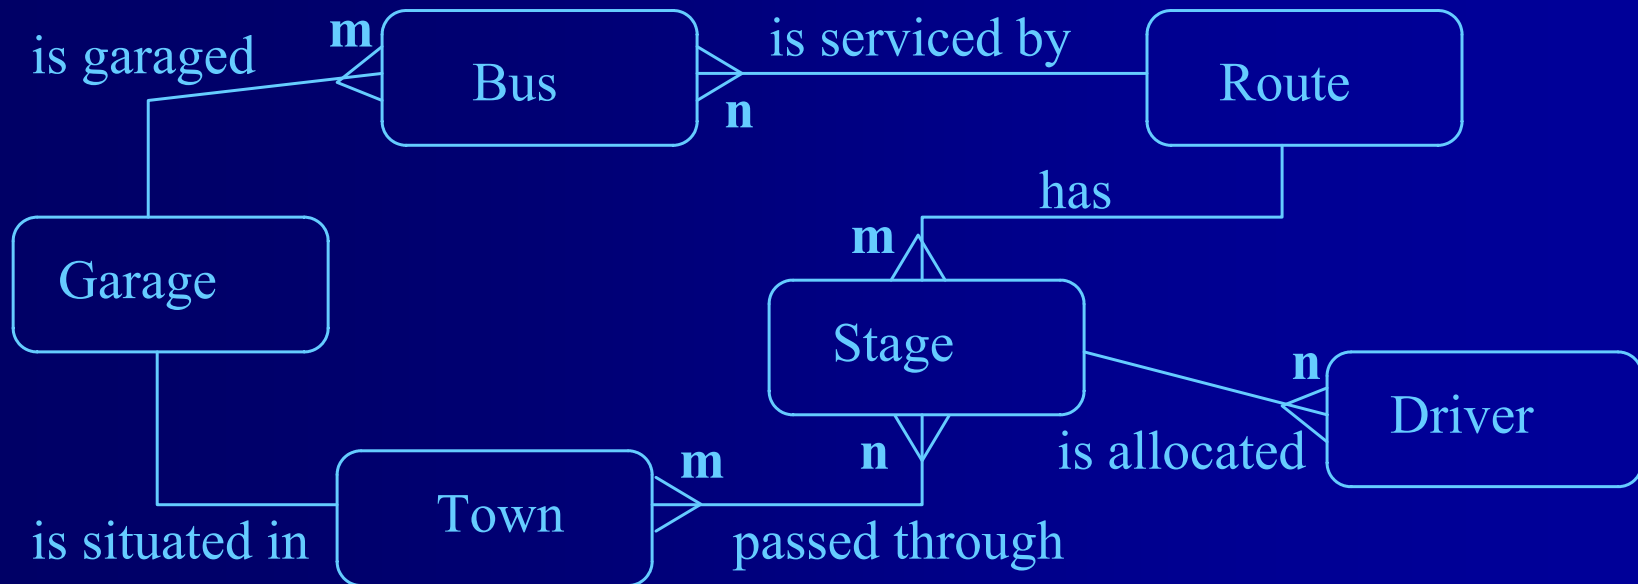 is garaged
m
Bus
n
is serviced by
Route
has
m
Garage
Stage
n
Driver
is allocated
n
m
Town
is situated in
passed through